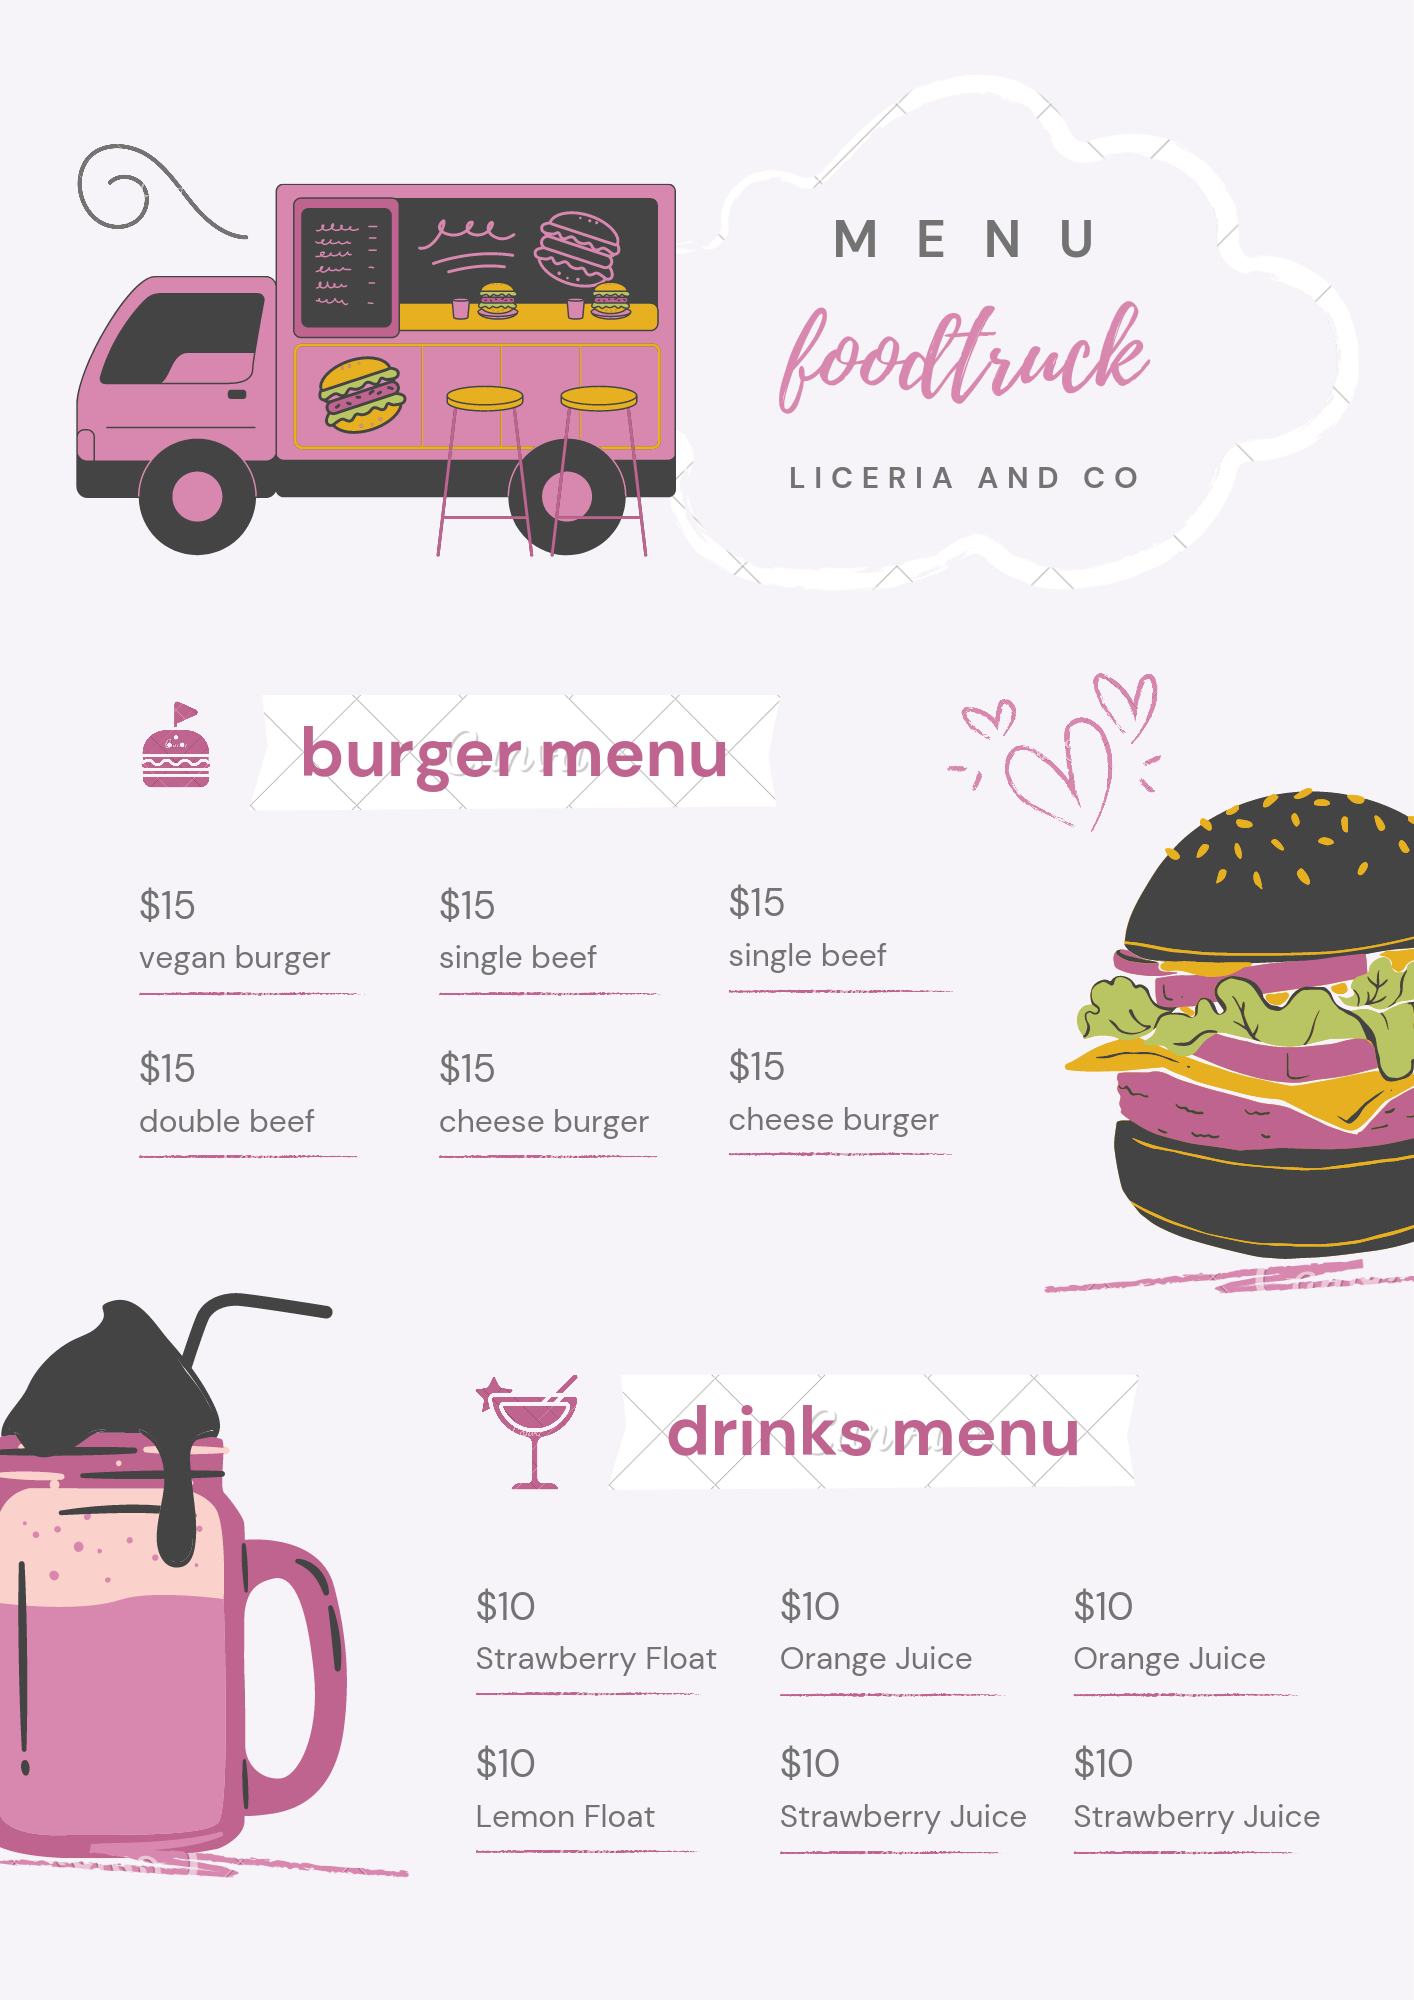 MENU
foodtruck
LICERIA AND CO
burger menu
$15
vegan burger
$15
single beef
$15
single beef
$15
double beef
$15
cheese burger
$15
cheese burger
drinks menu
$10
Strawberry Float
$10
Orange Juice
$10
Orange Juice
$10
Lemon Float
$10
Strawberry Juice
$10
Strawberry Juice